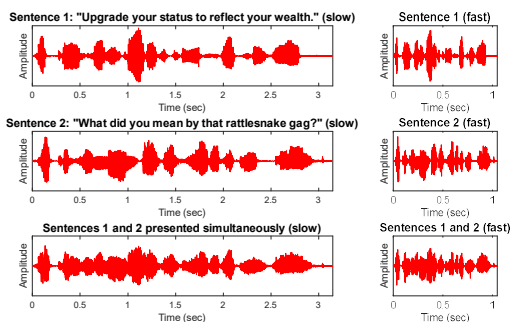 Sentence 1: "Upgrade your status to reflect your wealth." (slow)
Amplitude
0 0.5 1 1.5 2 2.5 3
Time (sec)
Sentence 1 (fast)
Amplitude
0 0.5 1
Time (sec)
Sentence 2: "What did you mean by that rattlesnake gag?" (slow)
Amplitude
0 0.5 1 1.5 2 2.5 3
Time (sec)
Sentence 2 (fast)
Amplitude
0 0.5 1
Time (sec)
Sentences 1 and 2 presented simultaneously (slow)
Amplitude
0 0.5 1 1.5 2 2.5 3
Time (sec)
Sentences 1 and 2 (fast)
Amplitude
0 0.5 1
Time (sec)